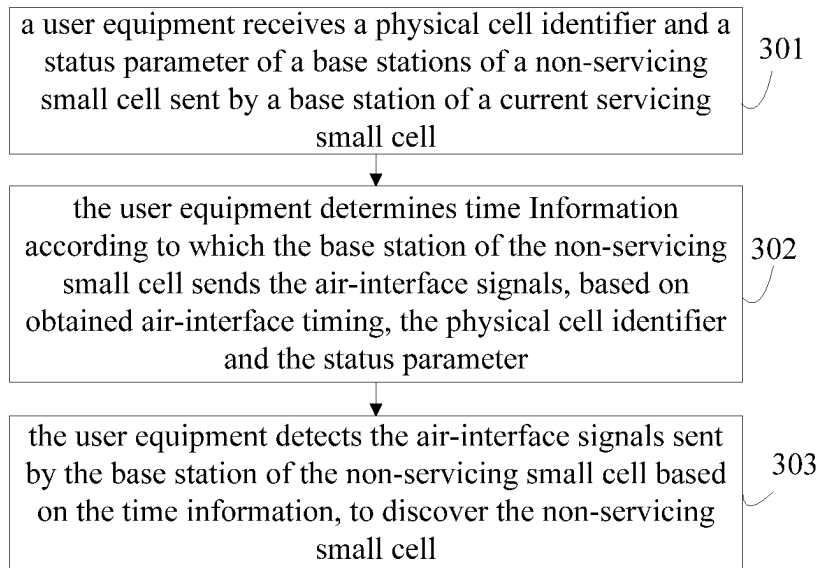 a user equipment receives a physical cell identifier and a
status parameter of a base stations of a non-servicing
small cell sent by a base station of a current servicing
small cell
301
the user equipment determines time Information
according to which the base station of the non-servicing
small cell sends the air-interface signals, based on
obtained air-interface timing, the physical cell identifier
and the status parameter
302
the user equipment detects the air-interface signals sent
by the base station of the non-servicing small cell based
on the time information, to discover the non-servicing
small cell
303